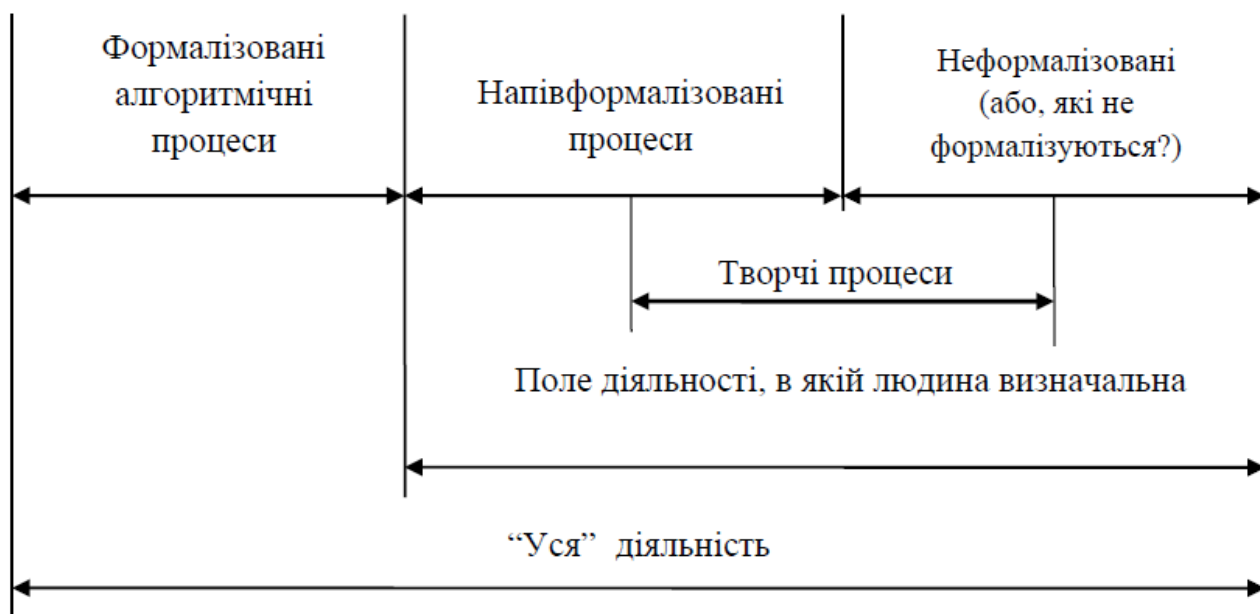 Формалізовані
алгоритмічні
процеси
Напівформалізовані
процеси
Неформалізовані
(або, які не
формалізуються?)
Творчі процеси
Поле діяльності, в якій людина визначальна
“Уся” діяльність